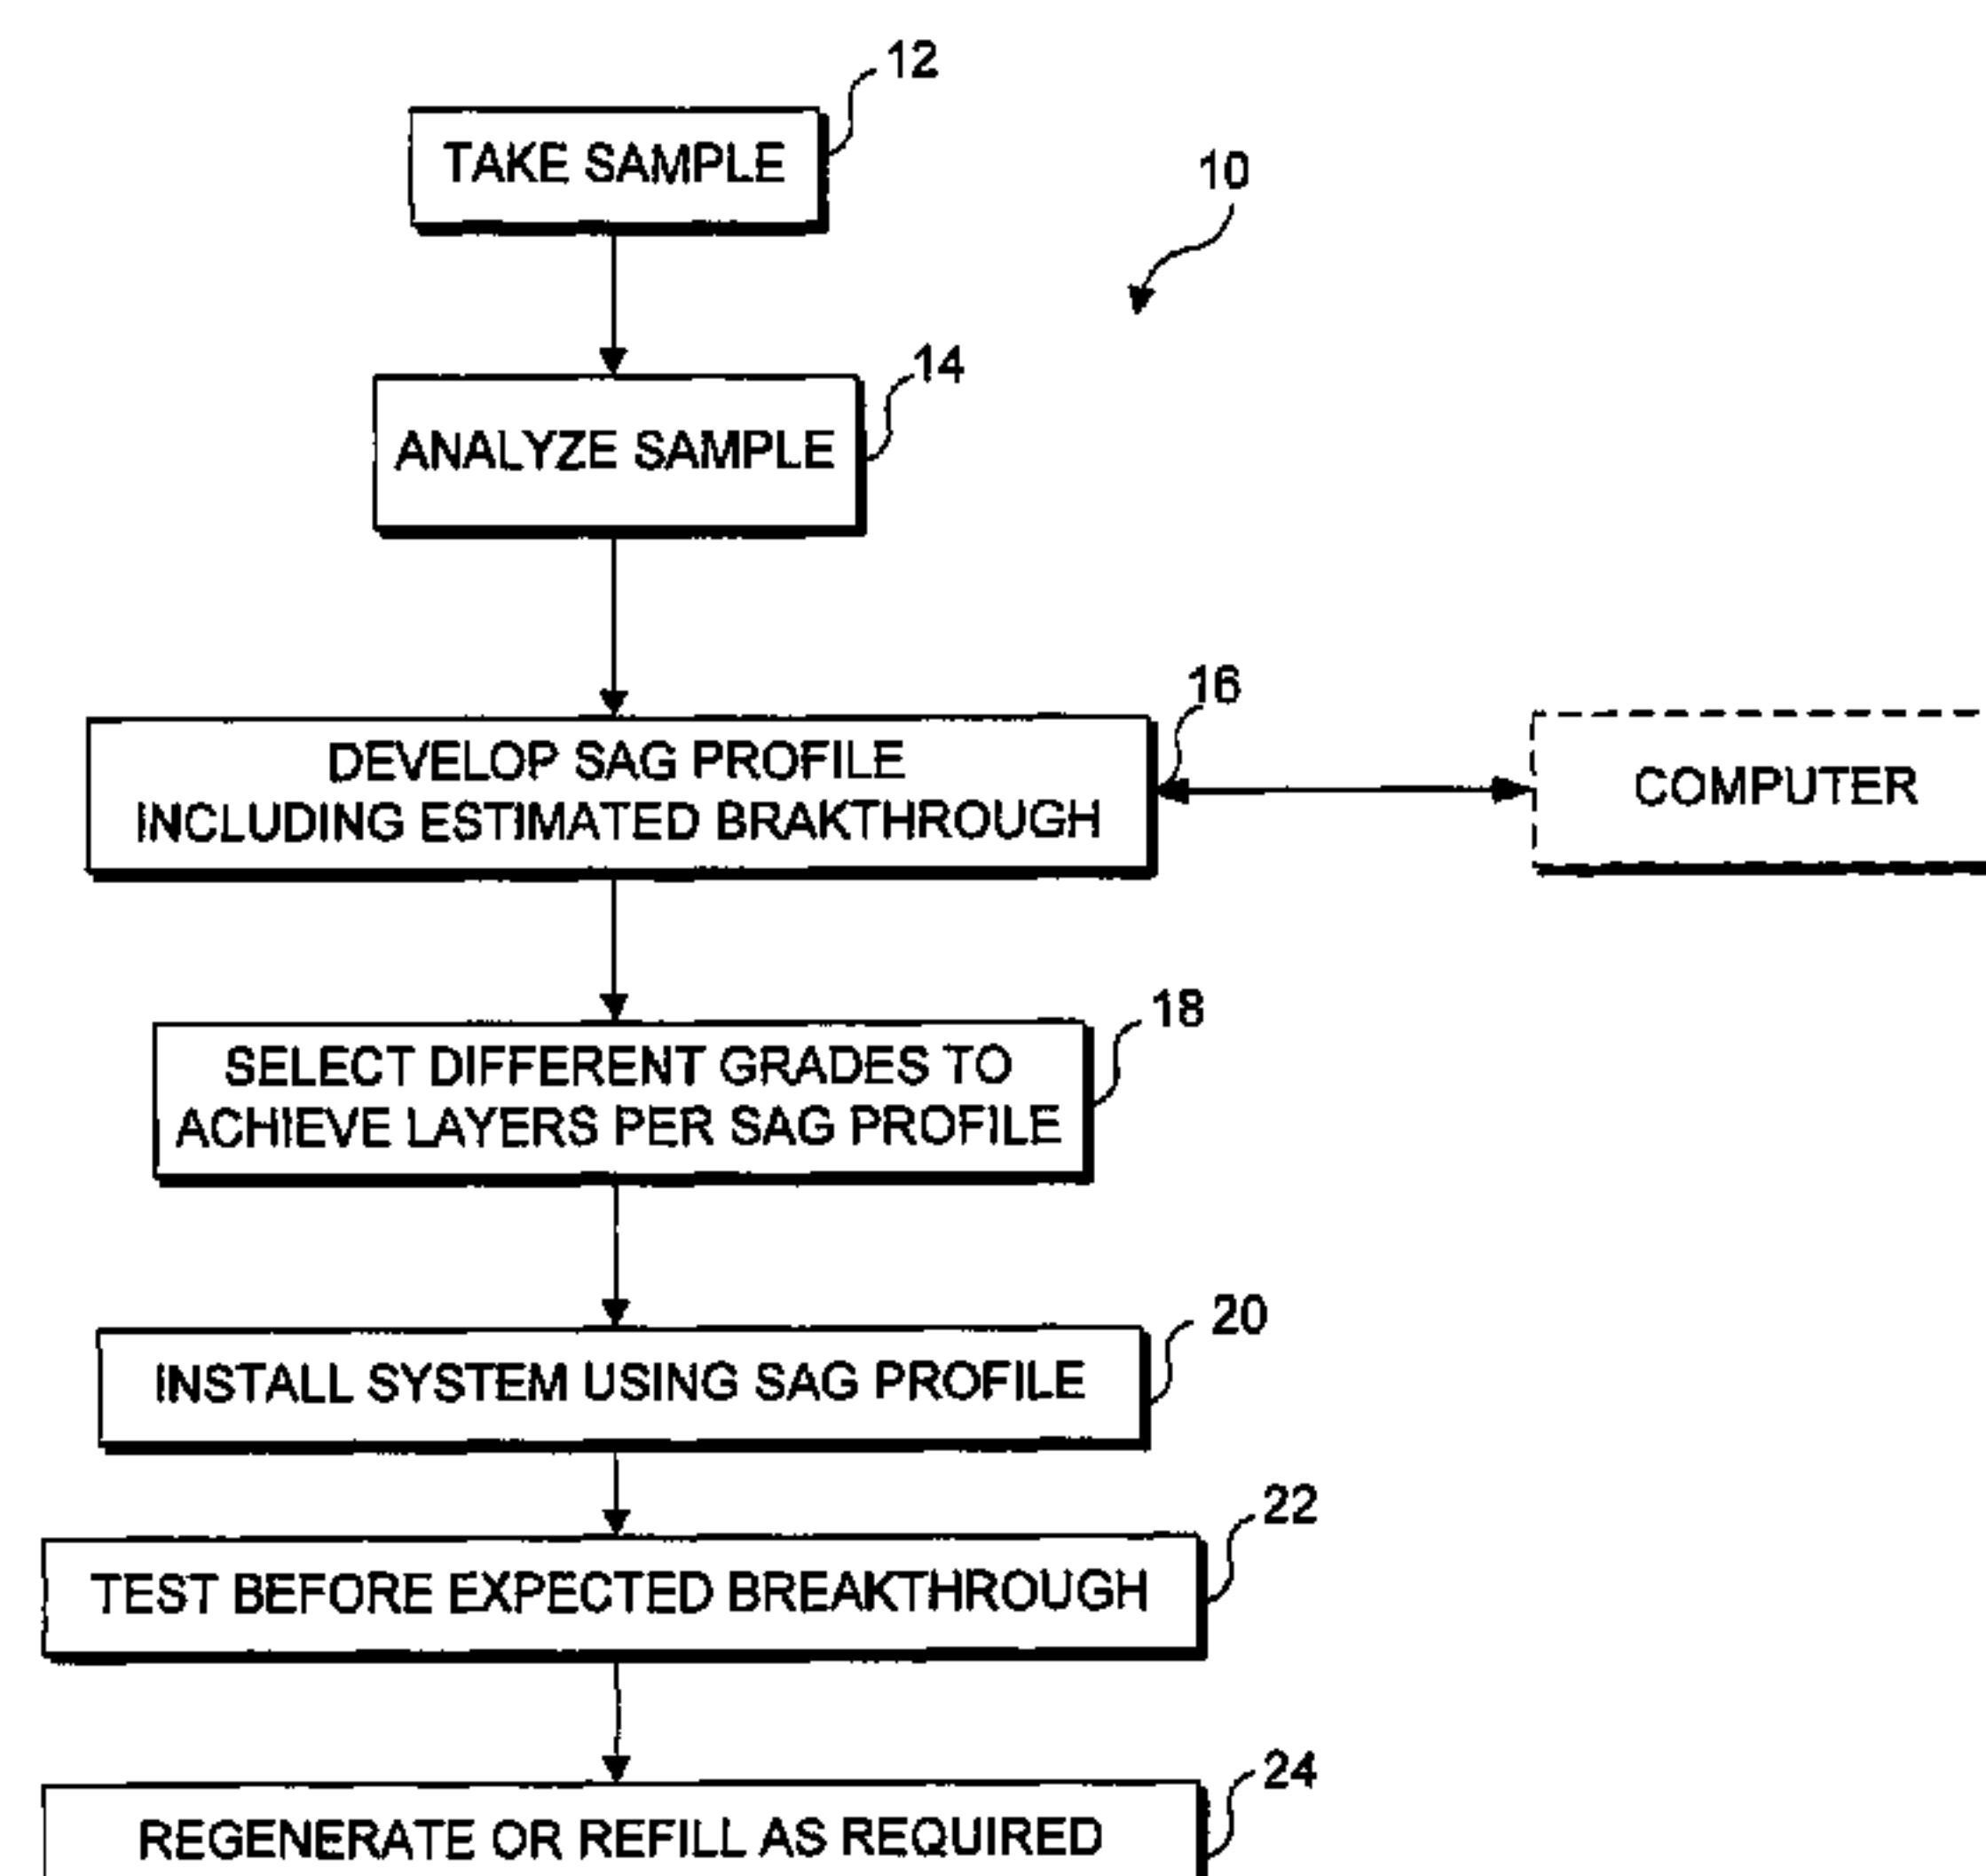 12
TAKE SAMPLE
10
14
ANALYZE SAMPLE
16
DEVELOP SAG PROFILE
INCLUDING ESTIMATED BRAKTHROUGH
COMPUTER
18
SELECT DIFFERENT GRADES TO
ACHIEVE LAYERS PER SAG PROFILE
20
INSTALL SYSTEM USING SAG PROFILE
22
TEST BEFORE EXPECTED BREAKTHROUGH
24
REGENERATE OR REFILL AS REQUIRED